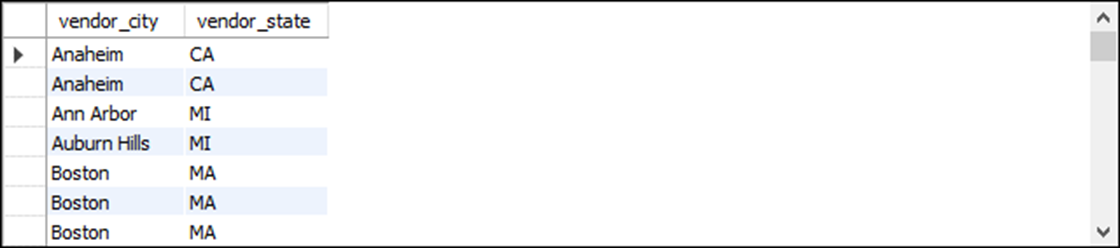 vendor_city vendor_state
Anaheim CA
Anaheim CA
Ann Arbor MI
Auburn Hills MI
Boston MA
Boston MA
Boston MA